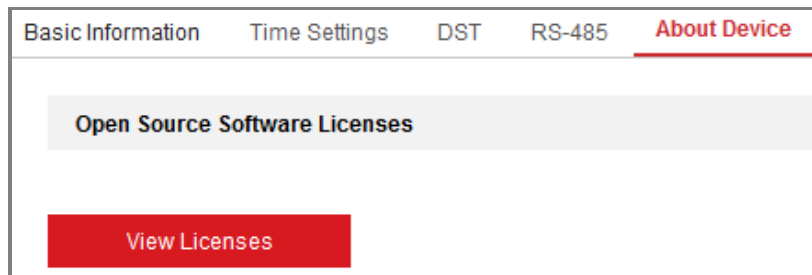 Basic Information Time Settings DST RS-485 About Device
Open Source Software Licenses
View Licenses